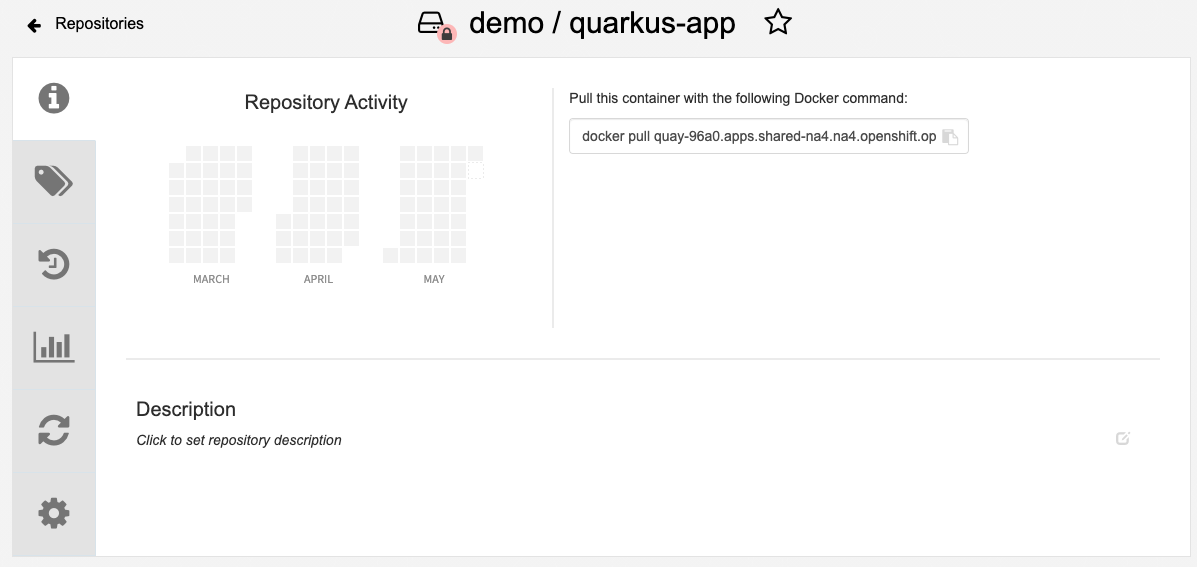 Repositories
demo / quarkus-app
Repository Activity
MARCH
APRIL
MAY
Pull this container with the following Docker command:
docker pull quay-96a0.apps.shared-na4.na4.openshift.op
Description
Click to set repository description